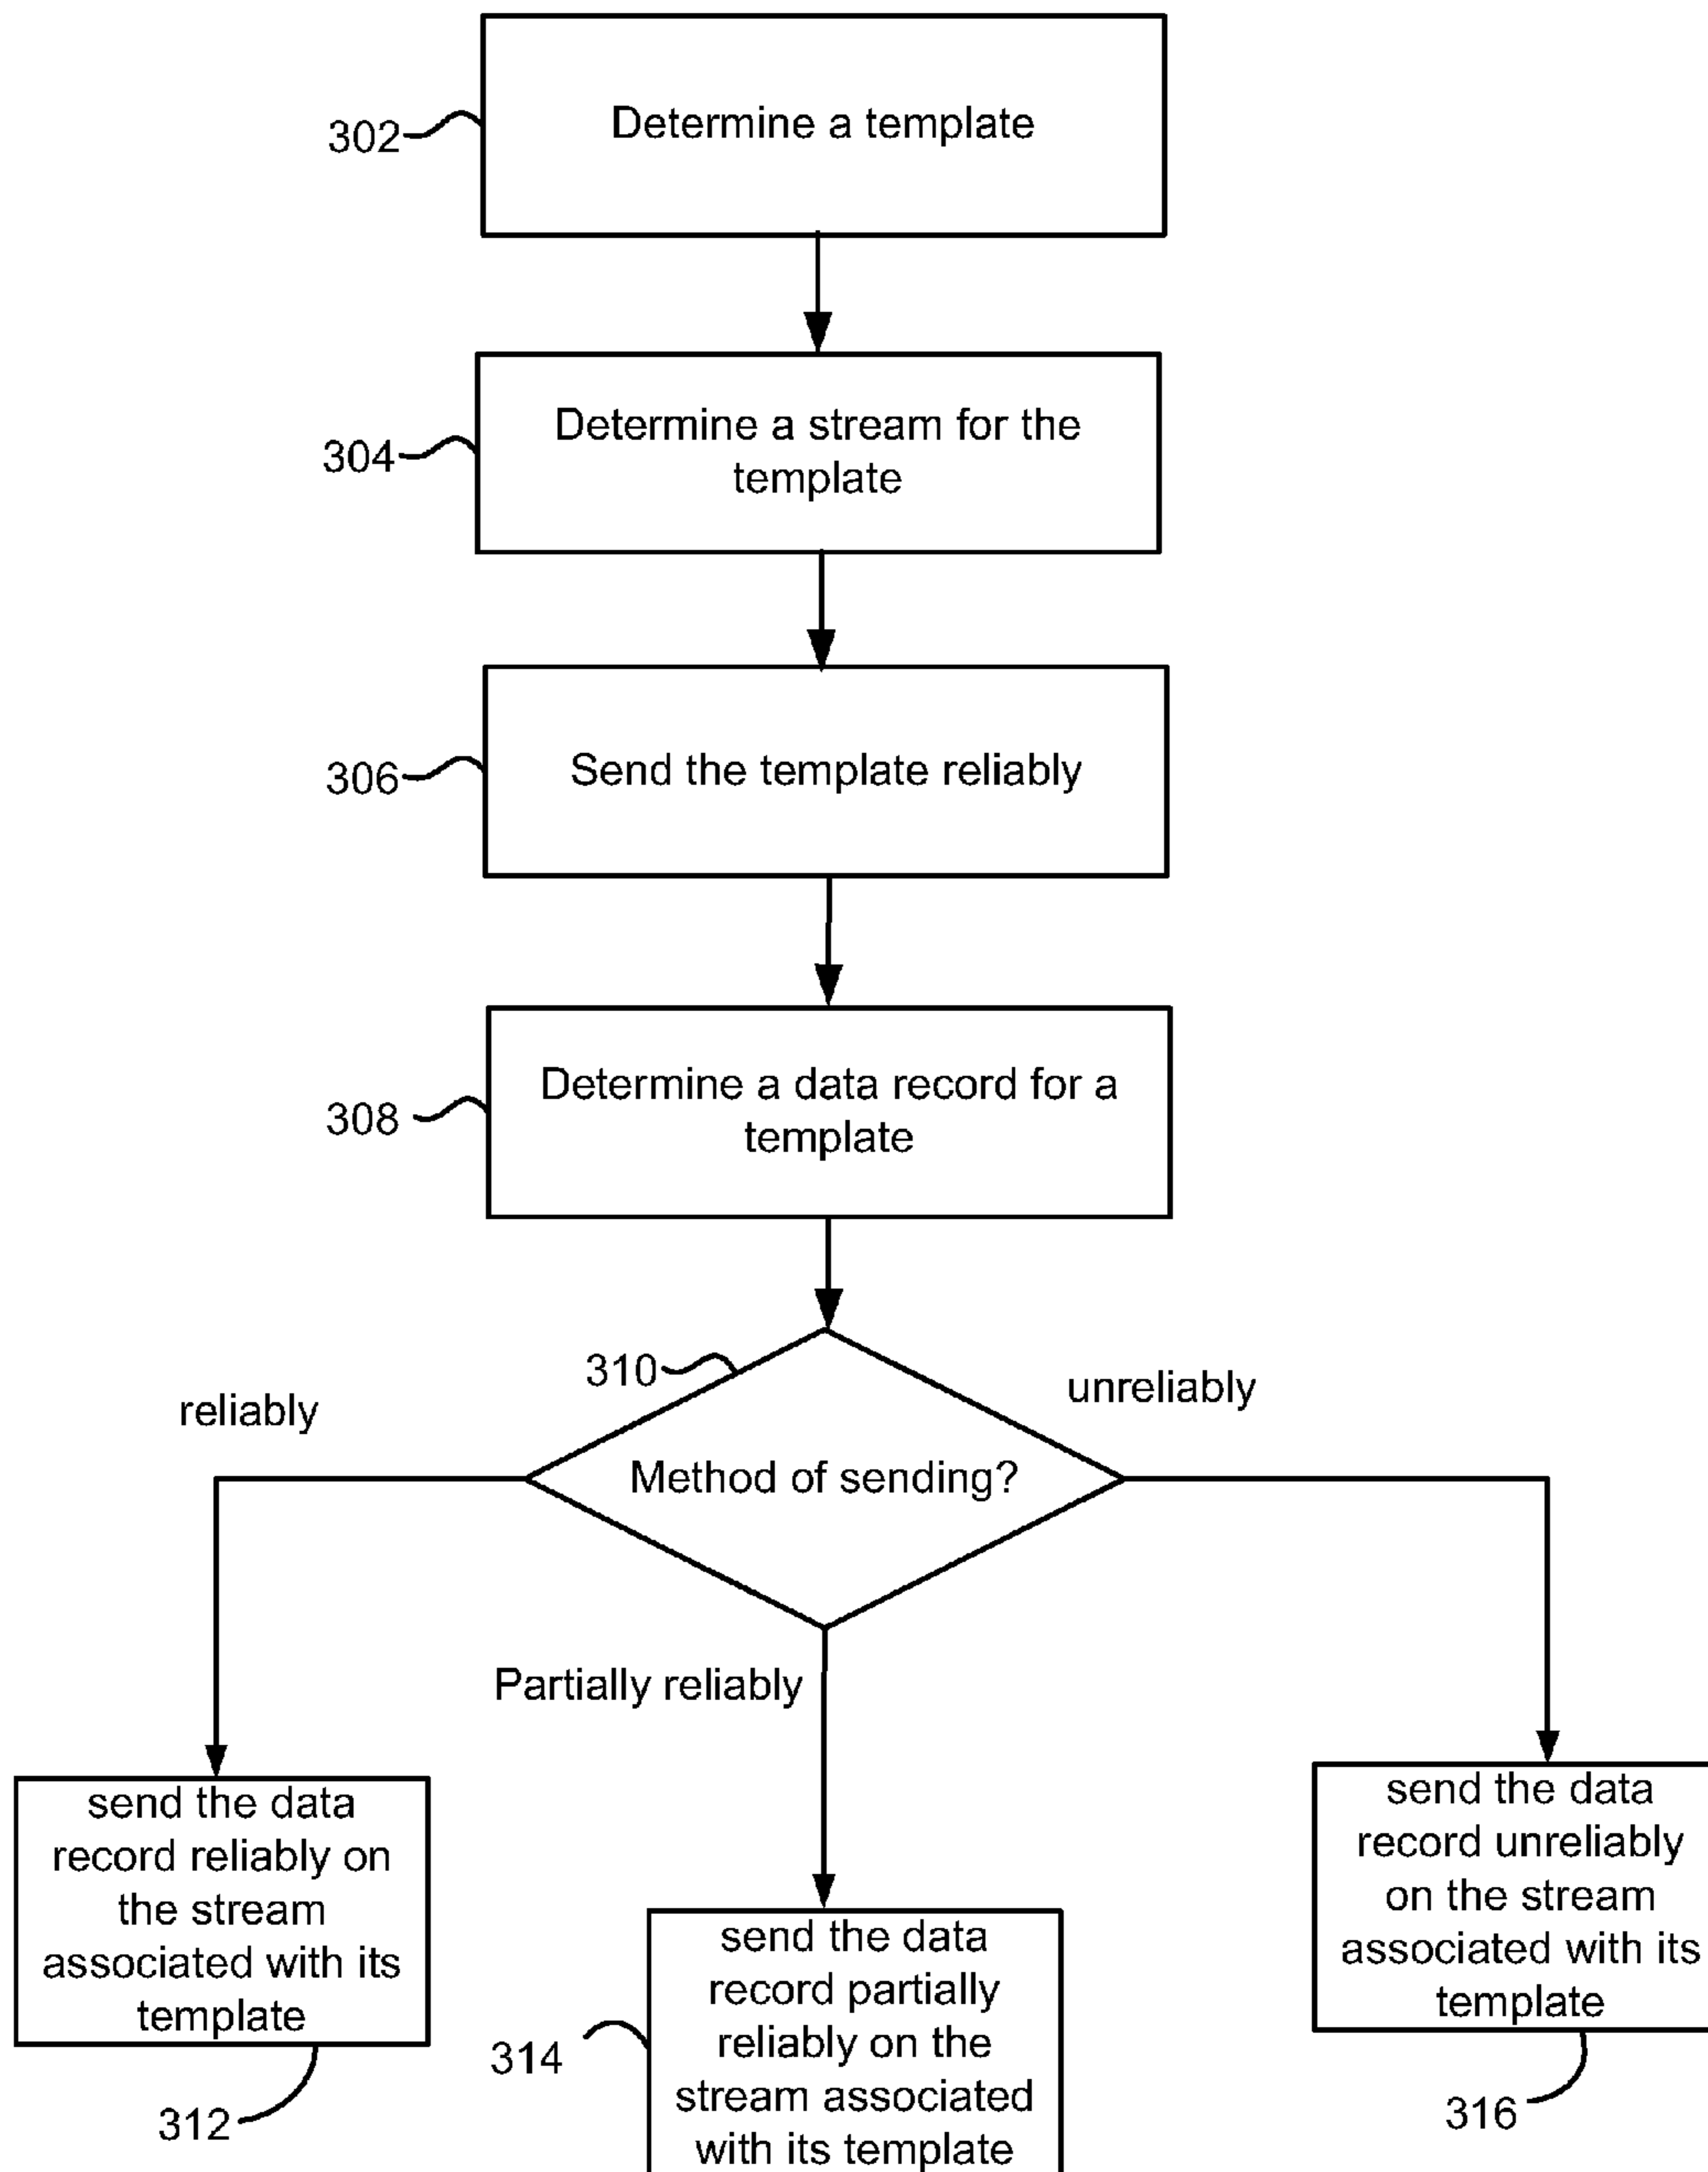 Determine a template
302
Determine a stream for the
template
304
Send the template reliably
306
Determine a data record for a
template
308
310
reliably
unreliably
Method of sending?
Partially reliably
send the data
record reliably on
the stream
associated with its
template
312
send the data
record partially
reliably on the
stream associated
with its template
314
send the data
record unreliably
on the stream
associated with its
template
316